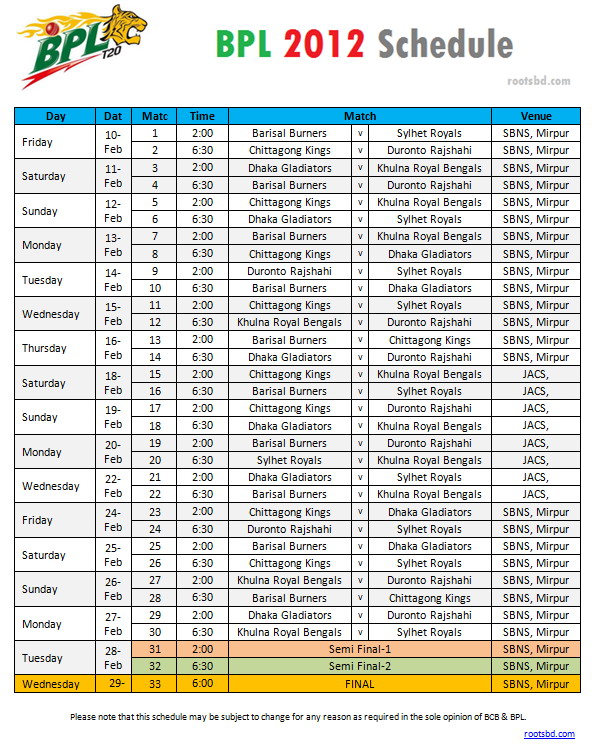 BPL T20
BPL 2012 Schedule
rootsbd.com
Day Dat Matc Time Match Venue
Friday 10-Feb 1 2:00 Barisal Burners v Sylhet Royals SBNS, Mirpur
2 6:30 Chittagong Kings v Duronto Rajshahi SBNS, Mirpur
Saturday 11-Feb 3 2:00 Dhaka Gladiators v Khulna Royal Bengals SBNS, Mirpur
4 6:30 Barisal Burners v Duronto Rajshahi SBNS, Mirpur
Sunday 12-Feb 5 2:00 Chittagong Kings v Khulna Royal Bengals SBNS, Mirpur
6 6:30 Dhaka Gladiators v Sylhet Royals SBNS, Mirpur
Monday 13-Feb 7 2:00 Barisal Burners v Khulna Royal Bengals SBNS, Mirpur
8 6:30 Chittagong Kings v Dhaka Gladiators SBNS, Mirpur
Tuesday 14-Feb 9 2:00 Duronto Rajshahi v Sylhet Royals SBNS, Mirpur
10 6:30 Barisal Burners v Dhaka Gladiators SBNS, Mirpur
Wednesday 15-Feb 11 2:00 Chittagong Kings v Sylhet Royals SBNS, Mirpur
12 6:30 Khulna Royal Bengals v Duronto Rajshahi SBNS, Mirpur
Thursday 16-Feb 13 2:00 Barisal Burners v Chittagong Kings SBNS, Mirpur
14 6:30 Dhaka Gladiators v Duronto Rajshahi SBNS, Mirpur
Saturday 18-Feb 15 2:00 Chittagong Kings v Khulna Royal Bengals JACS,
16 6:30 Barisal Burners v Sylhet Royals JACS,
Sunday 19-Feb 17 2:00 Chittagong Kings v Duronto Rajshahi JACS,
18 6:30 Dhaka Gladiators v Khulna Royal Bengals JACS,
Monday 20-Feb 19 2:00 Barisal Burners v Duronto Rajshahi JACS,
20 6:30 Sylhet Royals v Khulna Royal Bengals JACS,
Wednesday 22-Feb 21 2:00 Dhaka Gladiators v Sylhet Royals JACS,
22 6:30 Barisal Burners v Khulna Royal Bengals JACS,
Friday 24-Feb 23 2:00 Chittagong Kings v Dhaka Gladiators SBNS, Mirpur
24 6:30 Duronto Rajshahi v Sylhet Royals SBNS, Mirpur
Saturday 25-Feb 25 2:00 Barisal Burners v Dhaka Gladiators SBNS, Mirpur
26 6:30 Chittagong Kings v Sylhet Royals SBNS, Mirpur
Sunday 26-Feb 27 2:00 Khulna Royal Bengals v Duronto Rajshahi SBNS, Mirpur
28 6:30 Barisal Burners v Chittagong Kings SBNS, Mirpur
Monday 27-Feb 29 2:00 Dhaka Gladiators v Duronto Rajshahi SBNS, Mirpur
30 6:30 Khulna Royal Bengals v Sylhet Royals SBNS, Mirpur
Tuesday 28-Feb 31 2:00 Semi Final-1 SBNS, Mirpur
32 6:30 Semi Final-2 SBNS, Mirpur
Wednesday 29- 33 6:00 FINAL SBNS, Mirpur
Please note that this schedule may be subject to change for any reason as required in the sole opinion of BCB & BPL.
rootsbd.com